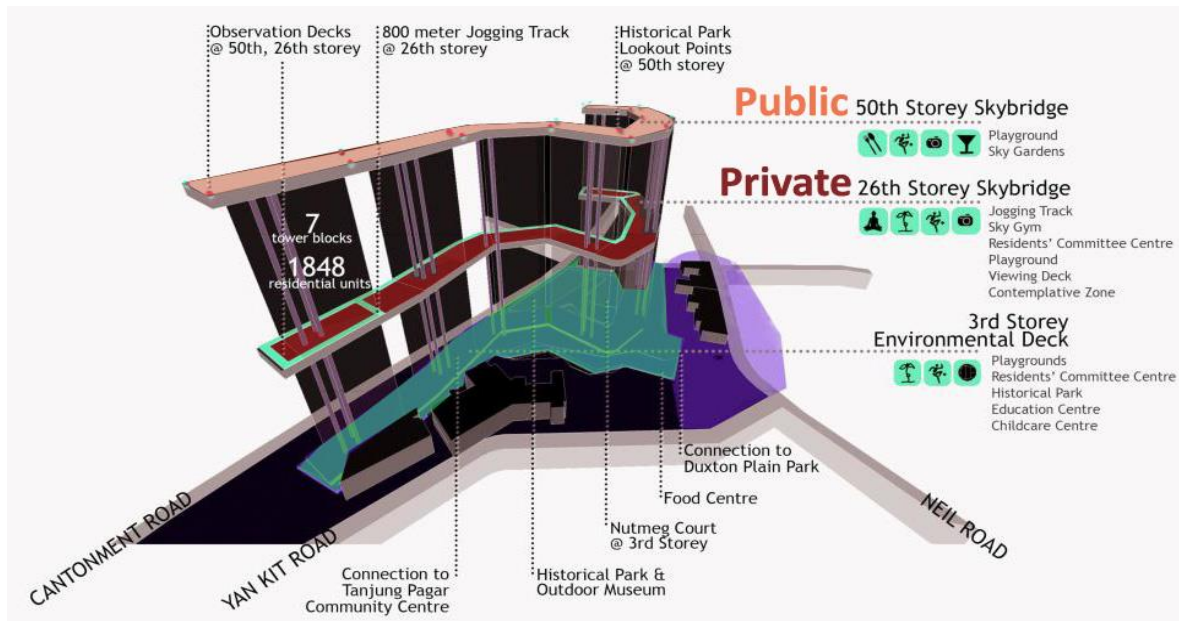 Observation Decks
@ 50th, 26th storey
800 meter Jogging Track
@ 26th storey
Historical Park
Lookout Points
@ 50th storey
Public 50th Storey Skybridge
Playground
Sky Gardens
Private 26th Storey Skybridge
Jogging Track
Sky Gym
Residents' Committee Centre
Playground
Viewing Deck
Contemplative Zone
7
tower blocks
1848
residential units
3rd Storey
Environmental Deck
Playgrounds
Residents' Committee Centre
Historical Park
Education Centre
Childcare Centre
Connection to
Duxton Plain Park
Food Centre
Nutmeg Court
@ 3rd Storey
Historical Park &
Outdoor Museum
Connection to
Tanjung Pagar
Community Centre
CANTONMENT ROAD
YAN KIT ROAD
NEIL ROAD